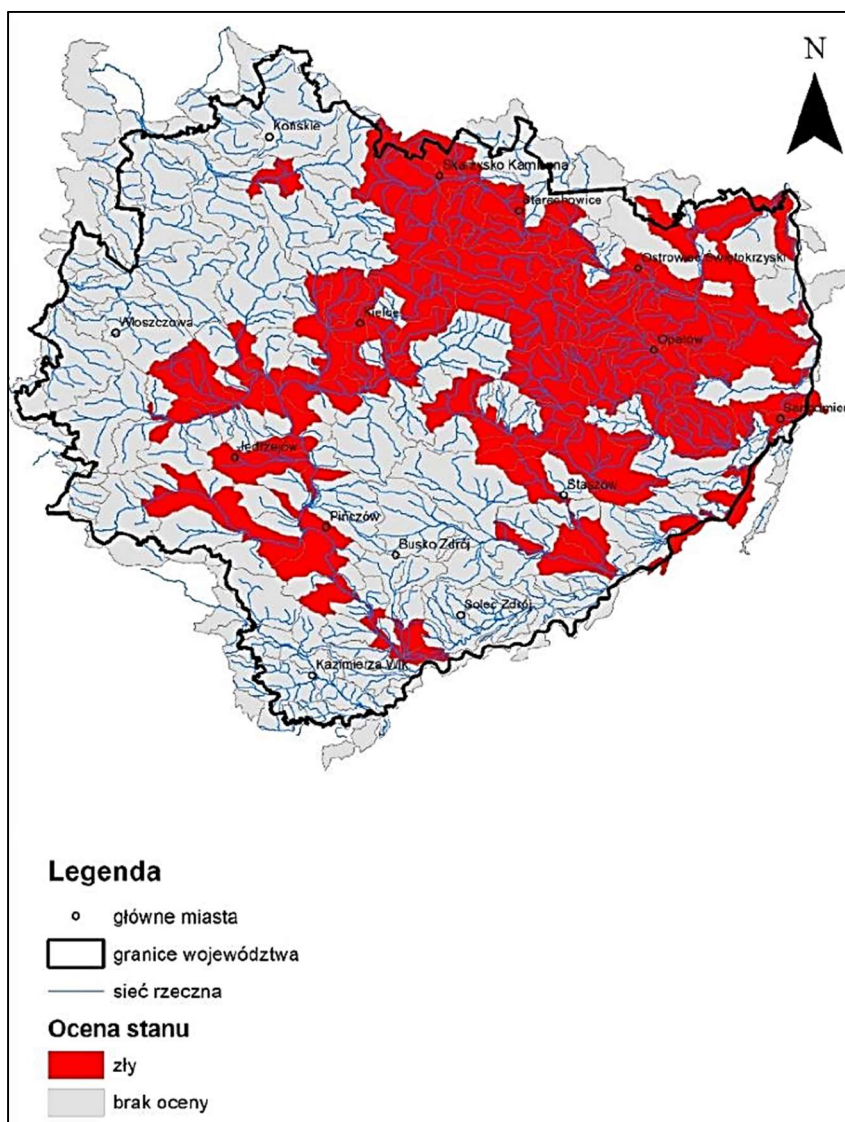 N
Końskie
Skarżysko Kamienna
Starachowice
Ostrowiec Świętokrzyski
Włoszczowa
Kielce
Opatów
Sandomierz
Jędrzejów
Staszów
Pińczów
Busko Zdrój
Solec Zdrój
Kazimierza Wlk
Legenda
główne miasta
granice województwa
sieć rzeczna
Ocena stanu
zły
brak oceny